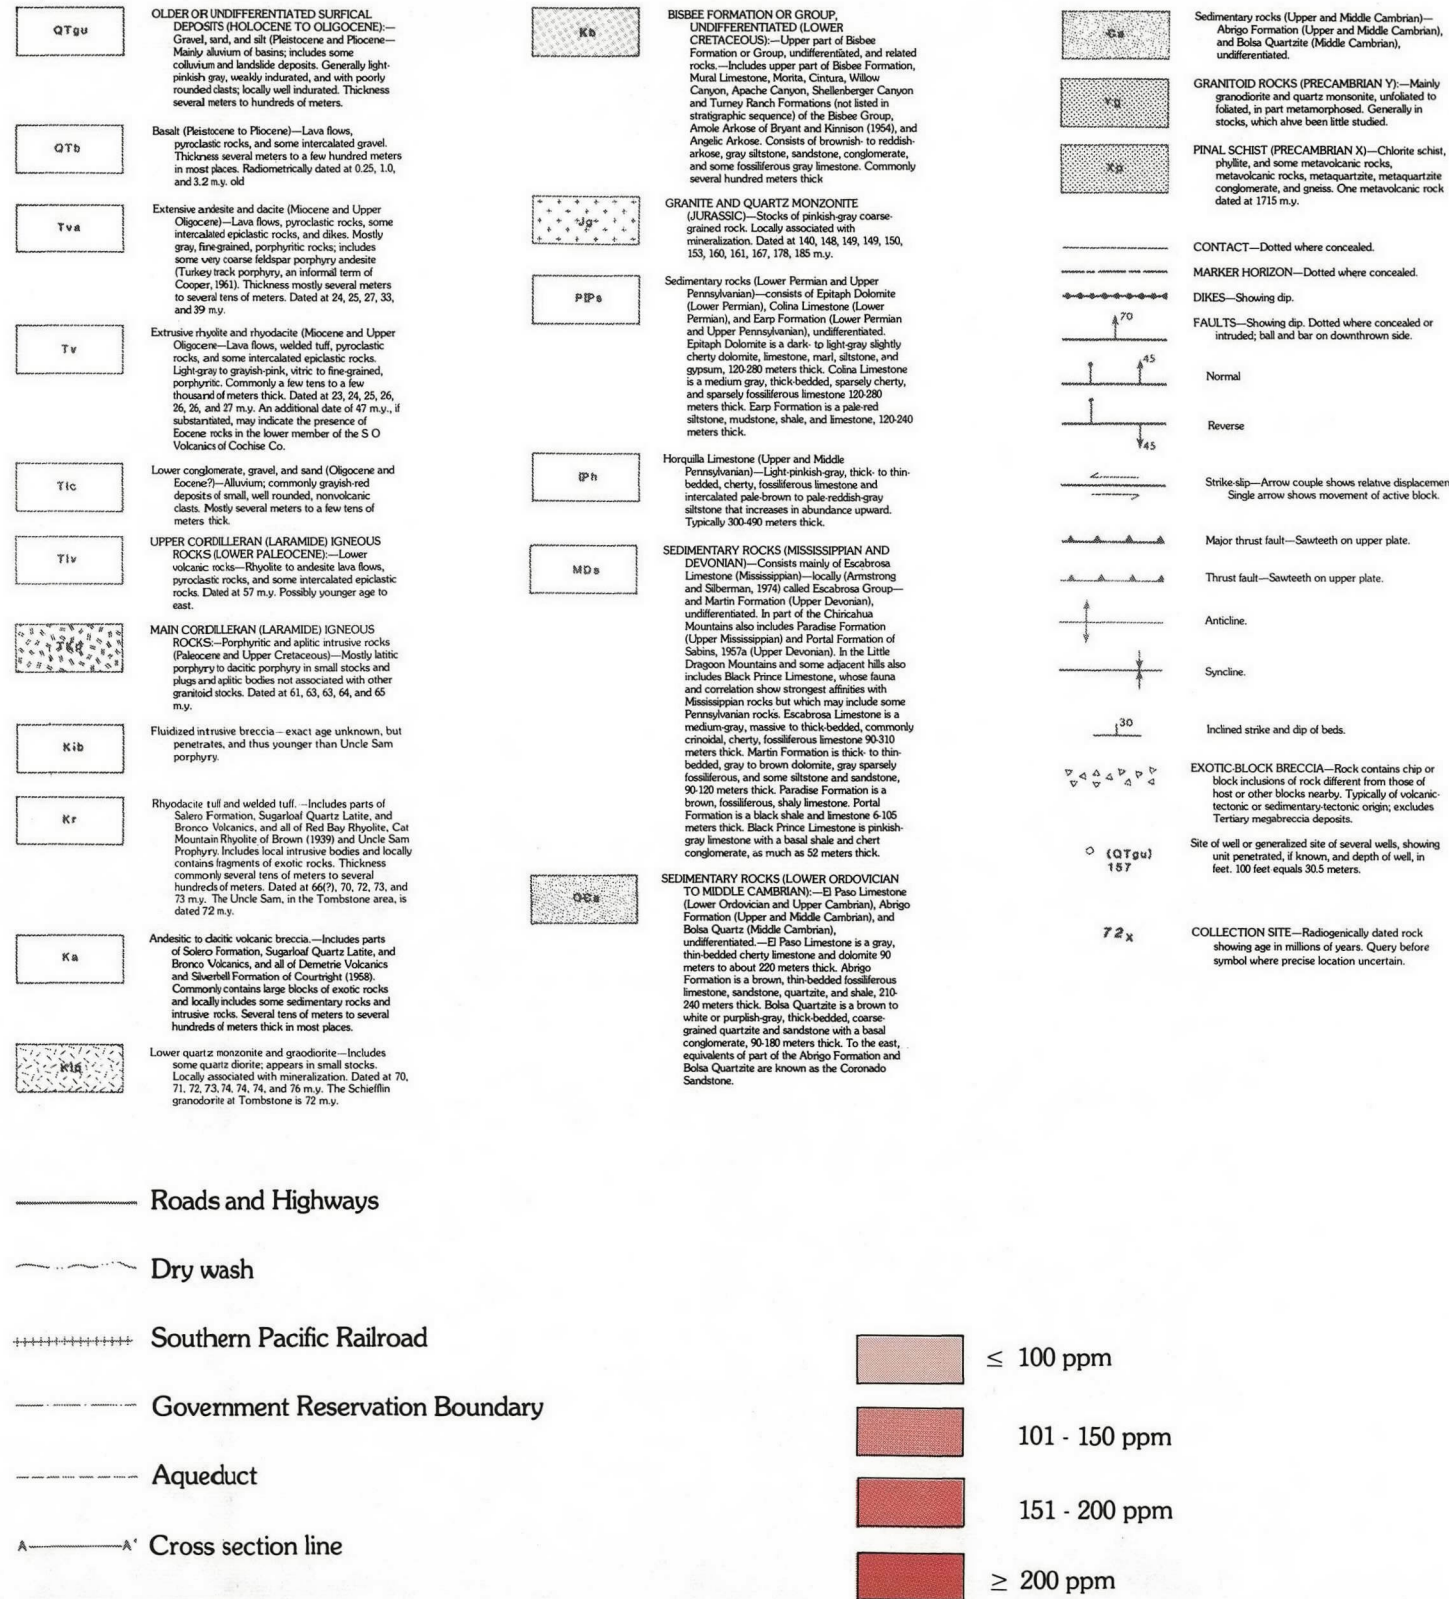 QTgu
OLDER OR UNDIFFERENTIATED SURFICAL
DEPOSITS (HOLOCENE TO OLIGOCENE):—
Gravel, sand, and silt (Pleistocene and Pliocene—
Mainly alluvium of basins; includes some
colluvium and landslide deposits. Generally light-
pinkish gray, weakly indurated, and with poorly
rounded clasts; locally well indurated. Thickness
several meters to hundreds of meters.
QTb
Basalt (Pleistocene to Pliocene)—Lava flows,
pyroclastic rocks, and some intercalated gravel.
Thickness several meters to a few hundred meters
in most places. Radiometrically dated at 0.25, 1.0,
and 3.2 m.y. old
Tva
Extensive andesite and dacite (Miocene and Upper
Oligocene)—Lava flows, pyroclastic rocks, some
intercalated epiclastic rocks, and dikes. Mostly
gray, fine-grained, porphyritic rocks; includes
some very coarse feldspar porphyry andesite
(Turkey track porphyry, an informal term of
Cooper, 1961). Thickness mostly several meters
to several tens of meters. Dated at 24, 25, 27, 33,
and 39 m.y.
Tv
Extrusive rhyolite and rhyodacite (Miocene and Upper
Oligocene—Lava flows, welded tuff, pyroclastic
rocks, and some intercalated epiclastic rocks.
Light-gray to grayish-pink, vitric to fine-grained,
porphyritic. Commonly a few tens to a few
thousand of meters thick. Dated at 23, 24, 25, 26,
26, 26, and 27 m.y. An additional date of 47 m.y., if
substantiated, may indicate the presence of
Eocene rocks in the lower member of the S O
Volcanics of Cochise Co.
Tlc
Lower conglomerate, gravel, and sand (Oligocene and
Eocene?)—Alluvium; commonly grayish-red
deposits of small, well rounded, nonvolcanic
clasts. Mostly several meters to a few tens of
meters thick.
Tlv
UPPER CORDILLERAN (LARAMIDE) IGNEOUS
ROCKS (LOWER PALEOCENE):—Lower
volcanic rocks—Rhyolite to andesite lava flows,
pyroclastic rocks, and some intercalated epiclastic
rocks. Dated at 57 m.y. Possibly younger age to
east.
MAIN CORDILLERAN (LARAMIDE) IGNEOUS
ROCKS:—Porphyritic and aplitic intrusive rocks
(Paleocene and Upper Cretaceous)—Mostly latitic
porphyry to dacitic porphyry in small stocks and
plugs and aplitic bodies not associated with other
granitoid stocks. Dated at 61, 63, 63, 64, and 65
m.y.
Kib
Fluidized intrusive breccia—exact age unknown, but
penetrates, and thus younger than Uncle Sam
porphyry.
Kr
Rhyodacite tuff and welded tuff. —Includes parts of
Salero Formation, Sugarloaf Quartz Latite, and
Bronco Volcanics, and all of Red Bay Rhyolite, Cat
Mountain Rhyolite of Brown (1939) and Uncle Sam
Prophyry. Includes local intrusive bodies and locally
contains fragments of exotic rocks. Thickness
commonly several tens of meters to several
hundreds of meters. Dated at 66(?), 70, 72, 73, and
73 m.y. The Uncle Sam, in the Tombstone area, is
dated 72 m.y.
Ka
Andesitic to dacitic volcanic breccia.—Includes parts
of Solero Formation, Sugarloaf Quartz Latite, and
Bronco Volcanics, and all of Demetrie Volcanics
and Silverbell Formation of Courtright (1958).
Commonly contains large blocks of exotic rocks
and locally includes some sedimentary rocks and
intrusive rocks. Several tens of meters to several
hundreds of meters thick in most places.
Klg
Lower quartz monzonite and graodiorite—Includes
some quartz diorite; appears in small stocks.
Locally associated with mineralization. Dated at 70,
71, 72, 73, 74, 74, 74, and 76 m.y. The Schiefflin
granodorite at Tombstone is 72 m.y.
Kb
BISBEE FORMATION OR GROUP,
UNDIFFERENTIATED (LOWER
CRETACEOUS):—Upper part of Bisbee
Formation or Group, undifferentiated, and related
rocks.—Includes upper part of Bisbee Formation,
Mural Limestone, Morita, Cintura, Willow
Canyon, Apache Canyon, Shellenberger Canyon
and Turney Ranch Formations (not listed in
stratigraphic sequence) of the Bisbee Group,
Amole Arkose of Bryant and Kinnison (1954), and
Angelic Arkose. Consists of brownish- to reddish-
arkose, gray siltstone, sandstone, conglomerate,
and some fossiliferous gray limestone. Commonly
several hundred meters thick
Jg
GRANITE AND QUARTZ MONZONITE
(JURASSIC)—Stocks of pinkish-gray coarse-
grained rock. Locally associated with
mineralization. Dated at 140, 148, 149, 149, 150,
153, 160, 161, 167, 178, 185 m.y.
PIPs
Sedimentary rocks (Lower Permian and Upper
Pennsylvanian)—consists of Epitaph Dolomite
(Lower Permian), Colina Limestone (Lower
Permian), and Earp Formation (Lower Permian
and Upper Pennsylvanian), undifferentiated.
Epitaph Dolomite is a dark- to light-gray slightly
cherty dolomite, limestone, marl, siltstone, and
gypsum, 120-280 meters thick. Colina Limestone
is a medium gray, thick-bedded, sparsely cherty,
and sparsely fossiliferous limestone 120-280
meters thick. Earp Formation is a pale-red
siltstone, mudstone, shale, and limestone, 120-240
meters thick.
IPh
Horquilla Limestone (Upper and Middle
Pennsylvanian)—Light-pinkish-gray, thick- to thin-
bedded, cherty, fossiliferous limestone and
intercalated pale-brown to pale-reddish-gray
siltstone that increases in abundance upward.
Typically 300-490 meters thick.
MDs
SEDIMENTARY ROCKS (MISSISSIPPIAN AND
DEVONIAN)—Consists mainly of Escabrosa
Limestone (Mississippian)—locally (Armstrong
and Silberman, 1974) called Escabrosa Group—
and Martin Formation (Upper Devonian),
undifferentiated. In part of the Chiricahua
Mountains also includes Paradise Formation
(Upper Mississippian) and Portal Formation of
Sabins, 1957a (Upper Devonian). In the Little
Dragoon Mountains and some adjacent hills also
includes Black Prince Limestone, whose fauna
and correlation show strongest affinities with
Mississippian rocks but which may include some
Pennsylvanian rocks. Escabrosa Limestone is a
medium-gray, massive to thick-bedded, commonly
crinoidal, cherty, fossiliferous limestone 90-310
meters thick. Martin Formation is thick- to thin-
bedded, gray to brown dolomite, gray sparsely
fossiliferous, and some siltstone and sandstone,
90-120 meters thick. Paradise Formation is a
brown, fossiliferous, shaly limestone. Portal
Formation is a black shale and limestone 6-105
meters thick. Black Prince Limestone is pinkish-
gray limestone with a basal shale and chert
conglomerate, as much as 52 meters thick.
OЄs
SEDIMENTARY ROCKS (LOWER ORDOVICIAN
TO MIDDLE CAMBRIAN):—El Paso Limestone
(Lower Ordovician and Upper Cambrian), Abrigo
Formation (Upper and Middle Cambrian), and
Bolsa Quartz (Middle Cambrian),
undifferentiated.—El Paso Limestone is a gray,
thin-bedded cherty limestone and dolomite 90
meters to about 220 meters thick. Abrigo
Formation is a brown, thin-bedded fossiliferous
limestone, sandstone, quartzite, and shale, 210-
240 meters thick. Bolsa Quartzite is a brown to
white or purplish-gray, thick-bedded, coarse-
grained quartzite and sandstone with a basal
conglomerate, 90-180 meters thick. To the east,
equivalents of part of the Abrigo Formation and
Bolsa Quartzite are known as the Coronado
Sandstone.
Єa
Sedimentary rocks (Upper and Middle Cambrian)—
Abrigo Formation (Upper and Middle Cambrian),
and Bolsa Quartzite (Middle Cambrian),
undifferentiated.
Yg
GRANITOID ROCKS (PRECAMBRIAN Y):—Mainly
granodiorite and quartz monsonite, unfoliated to
foliated, in part metamorphosed. Generally in
stocks, which ahve been little studied.
Xp
PINAL SCHIST (PRECAMBRIAN X)—Chlorite schist,
phyllite, and some metavolcanic rocks,
metavolcanic rocks, metaquartzite, metaquartzite
conglomerate, and gneiss. One metavolcanic rock
dated at 1715 m.y.
CONTACT—Dotted where concealed.
MARKER HORIZON—Dotted where concealed.
DIKES—Showing dip.
70
FAULTS—Showing dip. Dotted where concealed or
intruded; ball and bar on downthrown side.
45
Normal
Reverse
45
Strike-slip—Arrow couple shows relative displacemen
Single arrow shows movement of active block.
Major thrust fault—Sawteeth on upper plate.
Thrust fault—Sawteeth on upper plate.
Anticline.
Syncline.
30
Inclined strike and dip of beds.
EXOTIC-BLOCK BRECCIA—Rock contains chip or
block inclusions of rock different from those of
host or other blocks nearby. Typically of volcanic-
tectonic or sedimentary-tectonic origin; excludes
Tertiary megabreccia deposits.
(QTgu)
157
Site of well or generalized site of several wells, showing
unit penetrated, if known, and depth of well, in
feet. 100 feet equals 30.5 meters.
72x
COLLECTION SITE—Radiogenically dated rock
showing age in millions of years. Query before
symbol where precise location uncertain.
Roads and Highways
Dry wash
Southern Pacific Railroad
Government Reservation Boundary
Aqueduct
A A' Cross section line
≤ 100 ppm
101 - 150 ppm
151 - 200 ppm
≥ 200 ppm